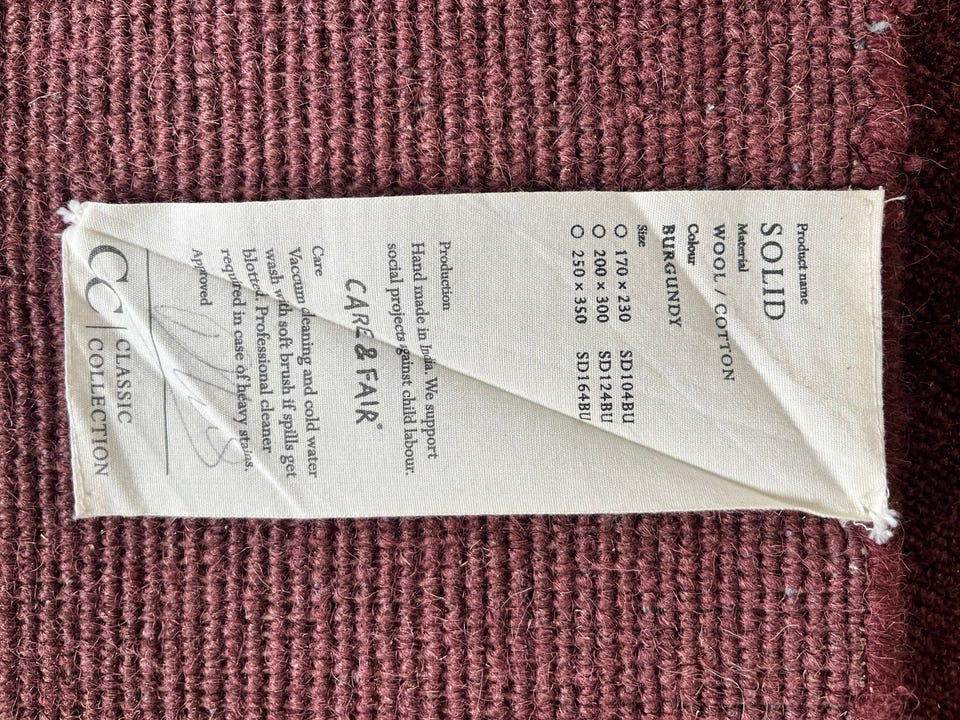 Product name
SOLID
Material
WOOL / COTTON
Colour
BURGUNDY
Size
170 x 230 SD104BU
200 x 300 SD124BU
250 x 350 SD164BU
Production
Hand made in India. We support
social projects against child labour.
CARE & FAIR®
Care
Vaccum cleaning and cold water
wash with soft brush if spills get
blotted. Professional cleaner
required in case of heavy stains.
Approved
CC | CLASSIC
COLLECTION